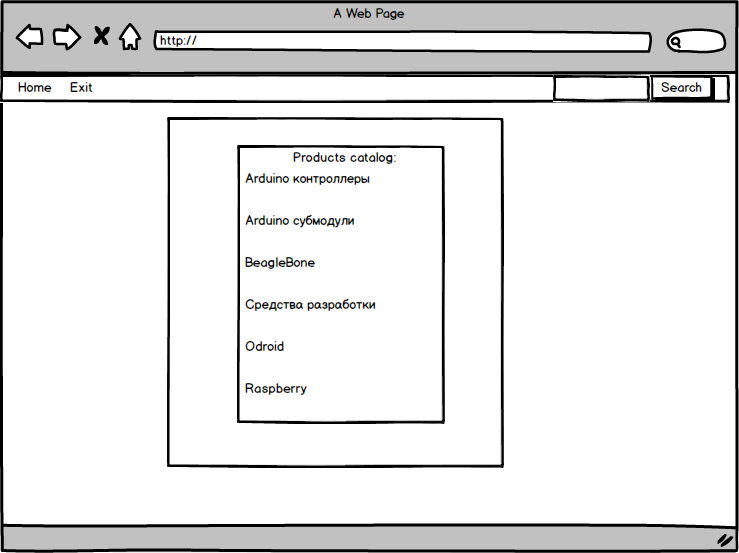 A Web Page
http://
Home Exit Search
Products catalog:
Arduino контроллеры
Arduino субмодули
BeagleBone
Средства разработки
Odroid
Raspberry